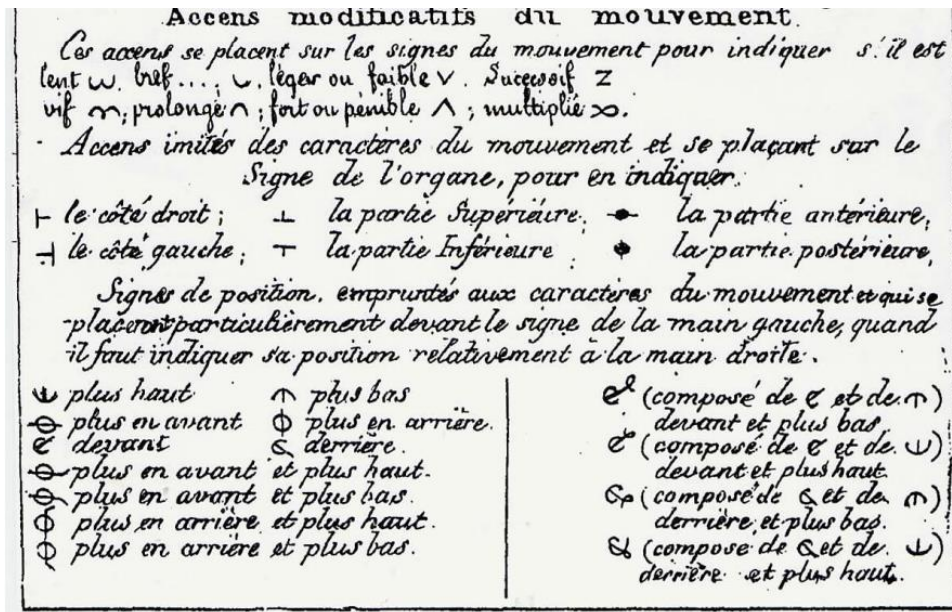 Accens modificatifs du mouvement.
Ces accens se placent sur les signes du mouvement pour indiquer s'il est
lent ω. bref...; ᴗ. léger ou faible ∨. Sucessif Z
vif ᴖᴖ; prolongé ∩; fort ou pénible ∧; multiplié ∞.
Accens imités des caractères du mouvement et se plaçant sur le
Signe de l'organe, pour en indiquer:
⊢ le côté droit; ⊥ la partie Supérieure; la partie antérieure,
⊣ le côté gauche; ⊤ la partie Inférieure; la partie postérieure,
Signes de position, empruntés aux caractères du mouvement et qui se
placeront particulièrement devant le signe de la main gauche, quand
il faut indiquer sa position relativement à la main droite.
plus haut plus bas
plus en avant plus en arrière.
devant derrière.
plus en avant et plus haut.
plus en avant et plus bas.
plus en arrière et plus haut.
plus en arrière et plus bas.
(composé de et de)
devant et plus bas.
(composé de et de)
devant et plus haut.
(composé de et de)
derrière et plus bas.
(composé de et de)
derrière et plus haut.